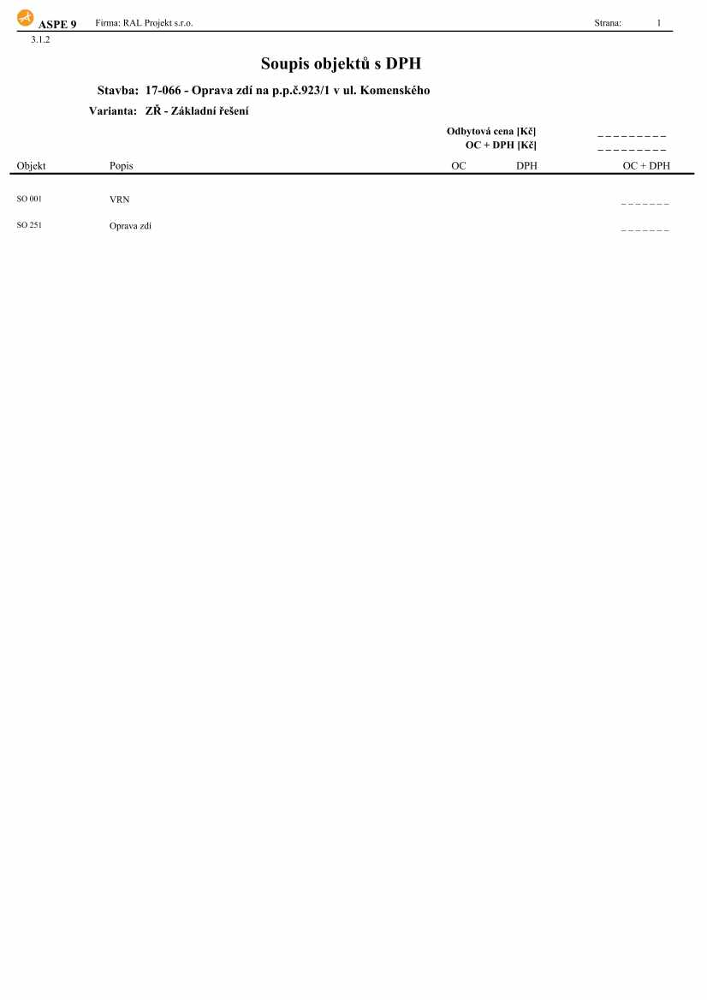 ASPE 9 Firma: RAL Projekt s.r.o. Strana: 1
3.1.2
Soupis objektů s DPH
Stavba: 17-066 - Oprava zdí na p.p.č.923/1 v ul. Komenského
Varianta: ZŘ - Základní řešení
Odbytová cena [Kč] _ _ _ _ _ _ _ _ _
OC + DPH [Kč] _ _ _ _ _ _ _ _ _
Objekt Popis OC DPH OC + DPH
SO 001 VRN _ _ _ _ _ _ _
SO 251 Oprava zdí _ _ _ _ _ _ _